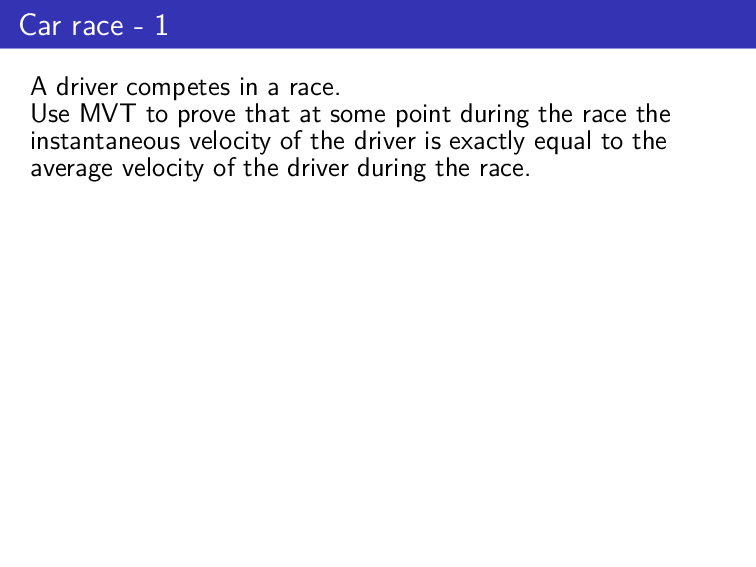 Car race - 1
A driver competes in a race.
Use MVT to prove that at some point during the race the
instantaneous velocity of the driver is exactly equal to the
average velocity of the driver during the race.